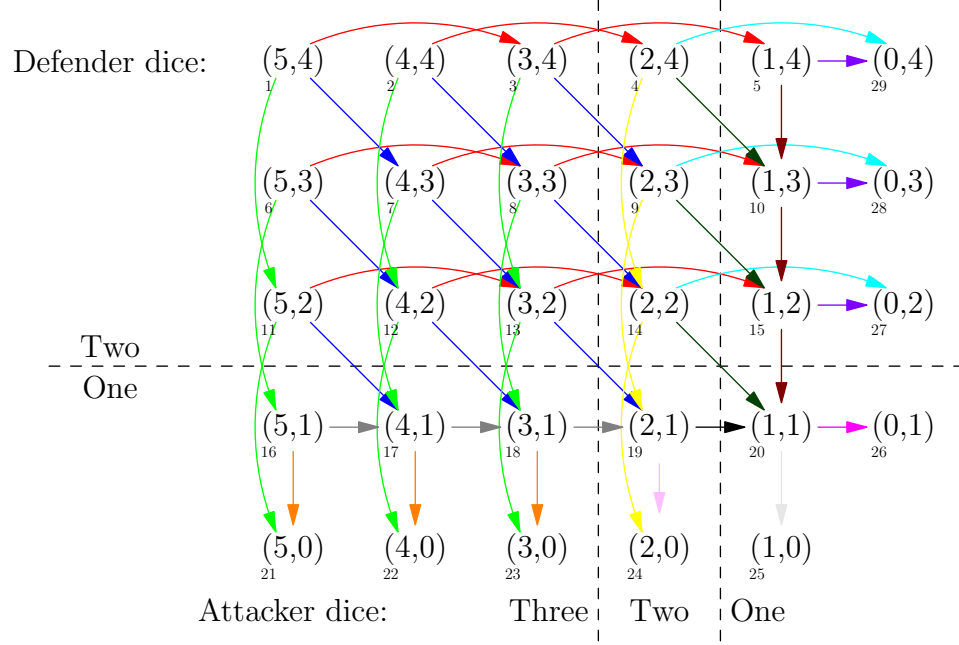 Defender dice: (5,4) (4,4) (3,4) (2,4) (1,4) (0,4)
1 2 3 4 5 29
(5,3) (4,3) (3,3) (2,3) (1,3) (0,3)
6 7 8 9 10 28
(5,2) (4,2) (3,2) (2,2) (1,2) (0,2)
11 12 13 14 15 27
Two
One
(5,1) (4,1) (3,1) (2,1) (1,1) (0,1)
16 17 18 19 20 26
(5,0) (4,0) (3,0) (2,0) (1,0)
21 22 23 24 25
Attacker dice: Three Two One